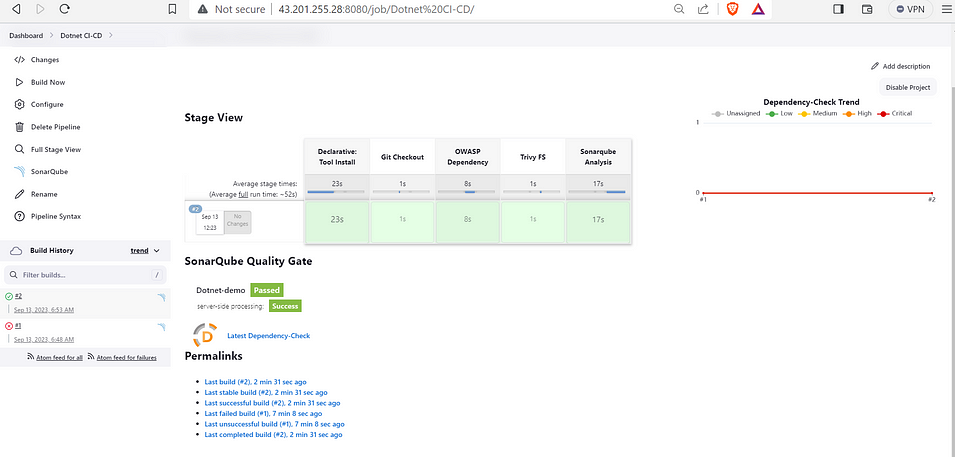 Not secure | 43.201.255.28:8080/job/Dotnet%20CI-CD/
VPN
Dashboard > Dotnet CI-CD >
Changes
Build Now
Configure
Delete Pipeline
Full Stage View
SonarQube
Rename
Pipeline Syntax
Build History
trend
Filter builds...
/
#2
Sep 13, 2023, 6:53 AM
#1
Sep 13, 2023, 6:48 AM
Atom feed for all
Atom feed for failures
Add description
Disable Project
Stage View
Declarative: Tool Install
Git Checkout
OWASP Dependency
Trivy FS
Sonarqube Analysis
Average stage times:
(Average full run time: ~52s)
23s
1s
8s
1s
17s
#2
Sep 13
12:23
No Changes
23s
1s
8s
1s
17s
Dependency-Check Trend
Unassigned Low Medium High Critical
1
0
#1
#2
SonarQube Quality Gate
Dotnet-demo Passed
server-side processing: Success
D
Latest Dependency-Check
Permalinks
Last build (#2), 2 min 31 sec ago
Last stable build (#2), 2 min 31 sec ago
Last successful build (#2), 2 min 31 sec ago
Last failed build (#1), 7 min 8 sec ago
Last unsuccessful build (#1), 7 min 8 sec ago
Last completed build (#2), 2 min 31 sec ago